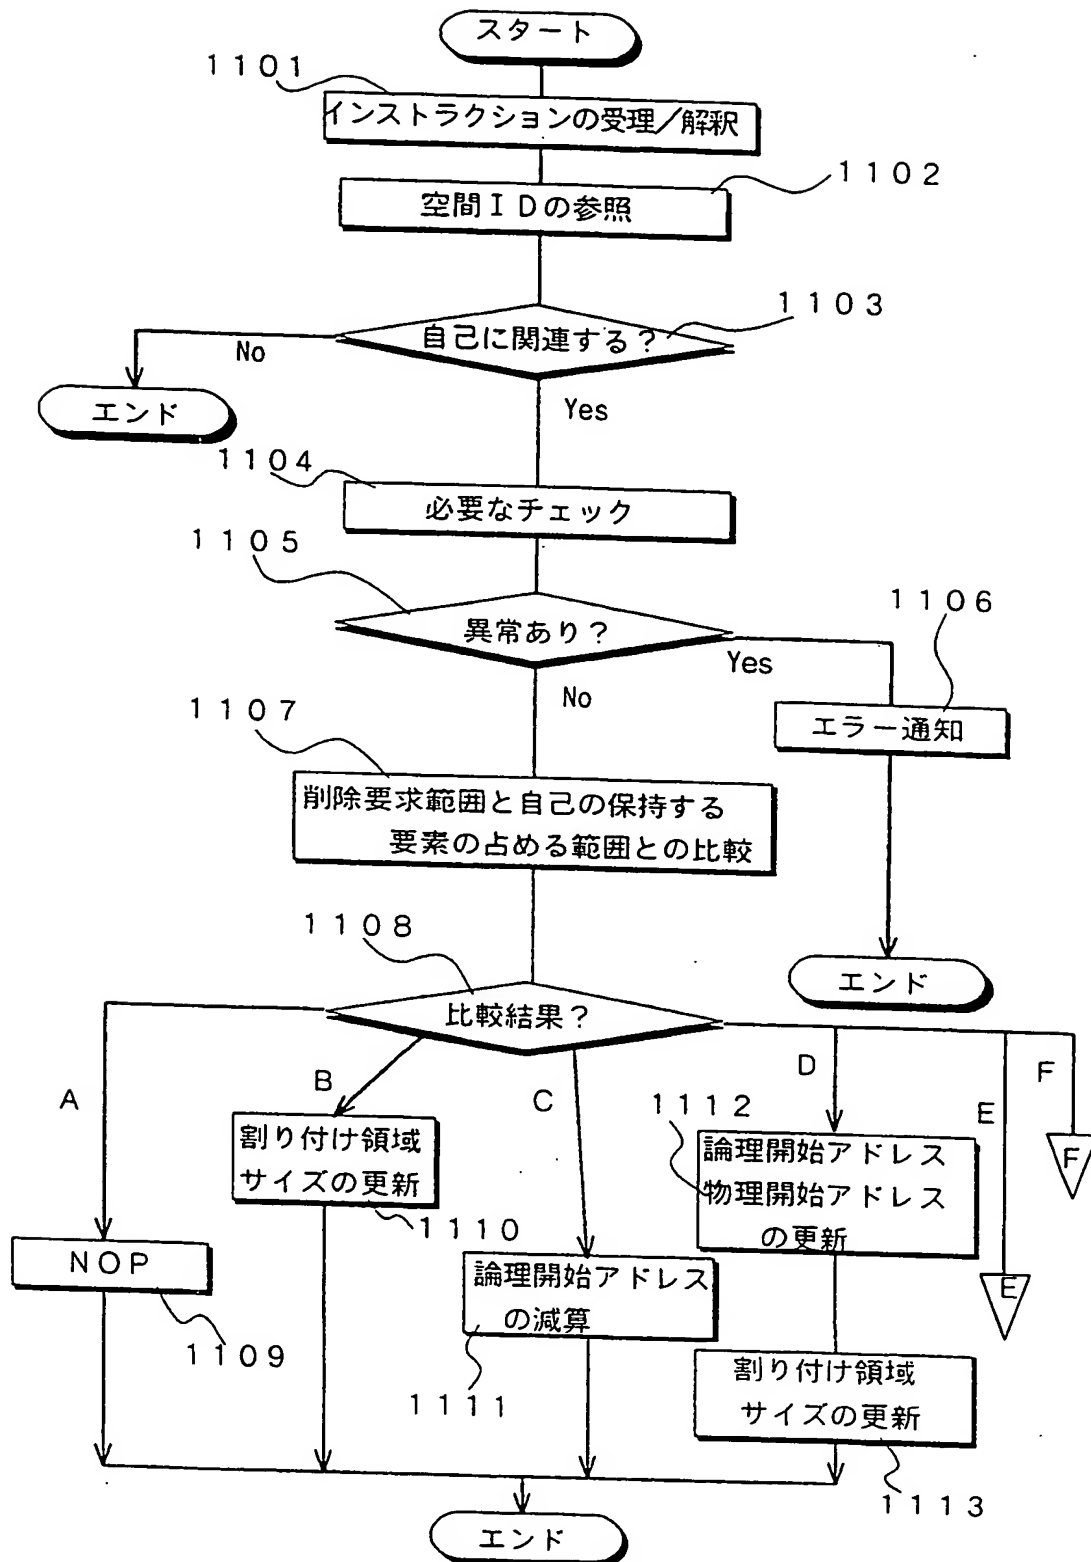 スタート
1101
インストラクションの受理／解釈
1102
空間IDの参照
1103
自己に関連する？
No
エンド
Yes
1104
必要なチェック
1105
異常あり？
Yes
1106
エラー通知
エンド
No
1107
削除要求範囲と自己の保持する
要素の占める範囲との比較
1108
比較結果？
A
B
C
D
E
F
割り付け領域
サイズの更新
1110
1112
論理開始アドレス
物理開始アドレス
の更新
F
E
NOP
1109
論理開始アドレス
の減算
1111
割り付け領域
サイズの更新
1113
エンド